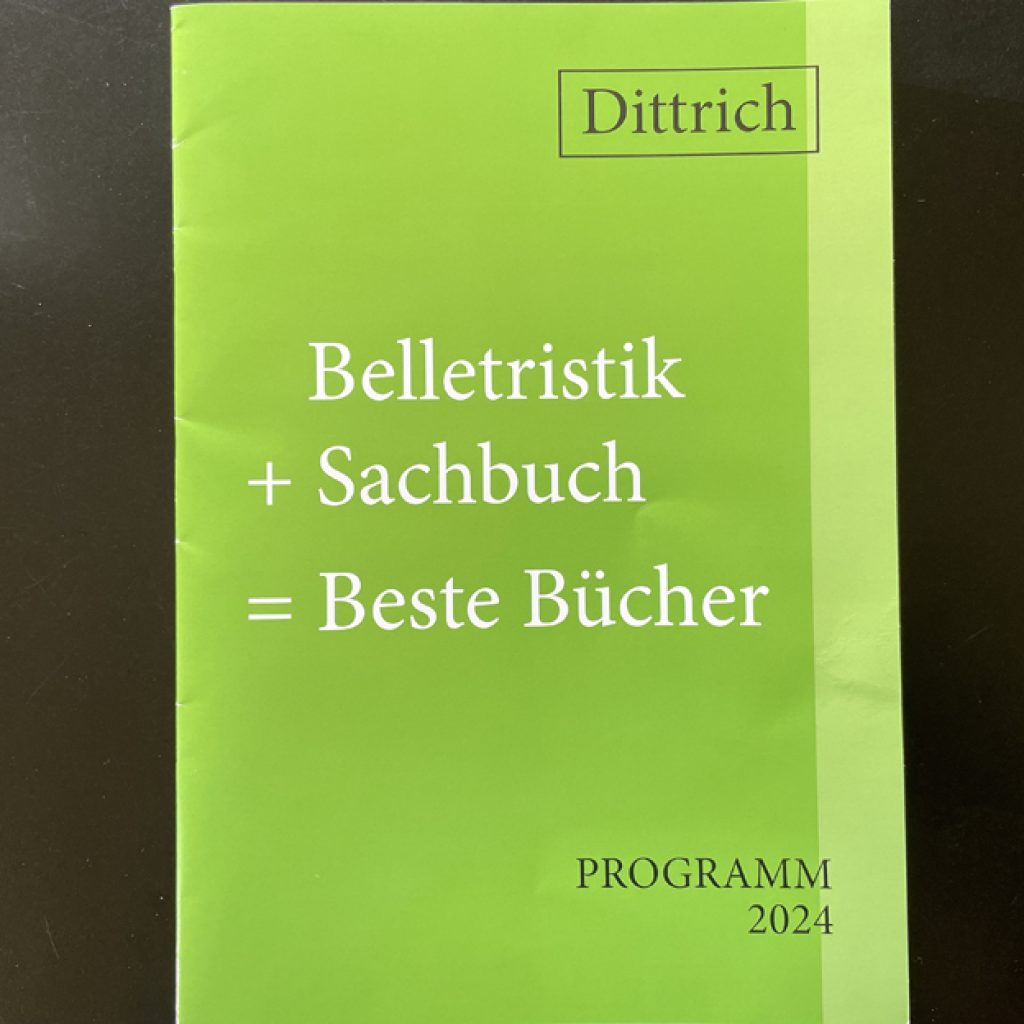 Dittrich
Belletristik
+ Sachbuch
= Beste Bücher
PROGRAMM
2024